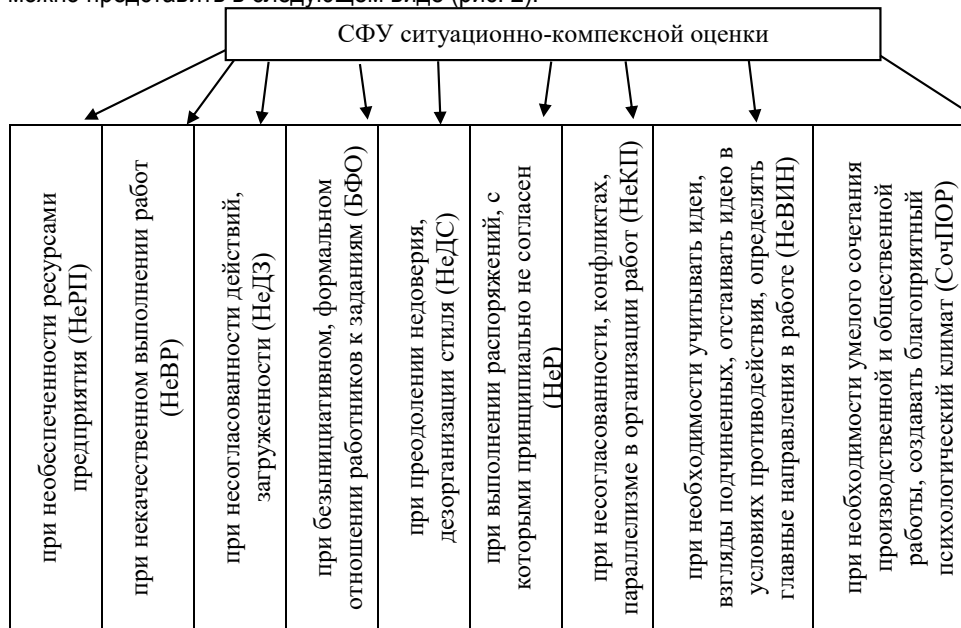 можно представить в следующем виде (рис. 2).
СФУ ситуационно-компексной оценки
при необеспеченности ресурсами
предприятия (НеРП)
при некачественном выполнении работ
(НеВР)
при несогласованности действий,
загруженности (НеДЗ)
при безынициативном, формальном
отношении работников к заданиям (БФО)
при преодолении недоверия,
дезорганизации стиля (НеДС)
при выполнении распоряжений, с
которыми принципиально не согласен
(НеР)
при несогласованности, конфликтах,
параллелизме в организации работ (НеКП)
при необходимости учитывать идеи,
взгляды подчиненных, отстаивать идею в
условиях противодействия, определять
главные направления в работе (НеВИН)
при необходимости умелого сочетания
производственной и общественной
работы, создавать благоприятный
психологический климат (СочПОР)